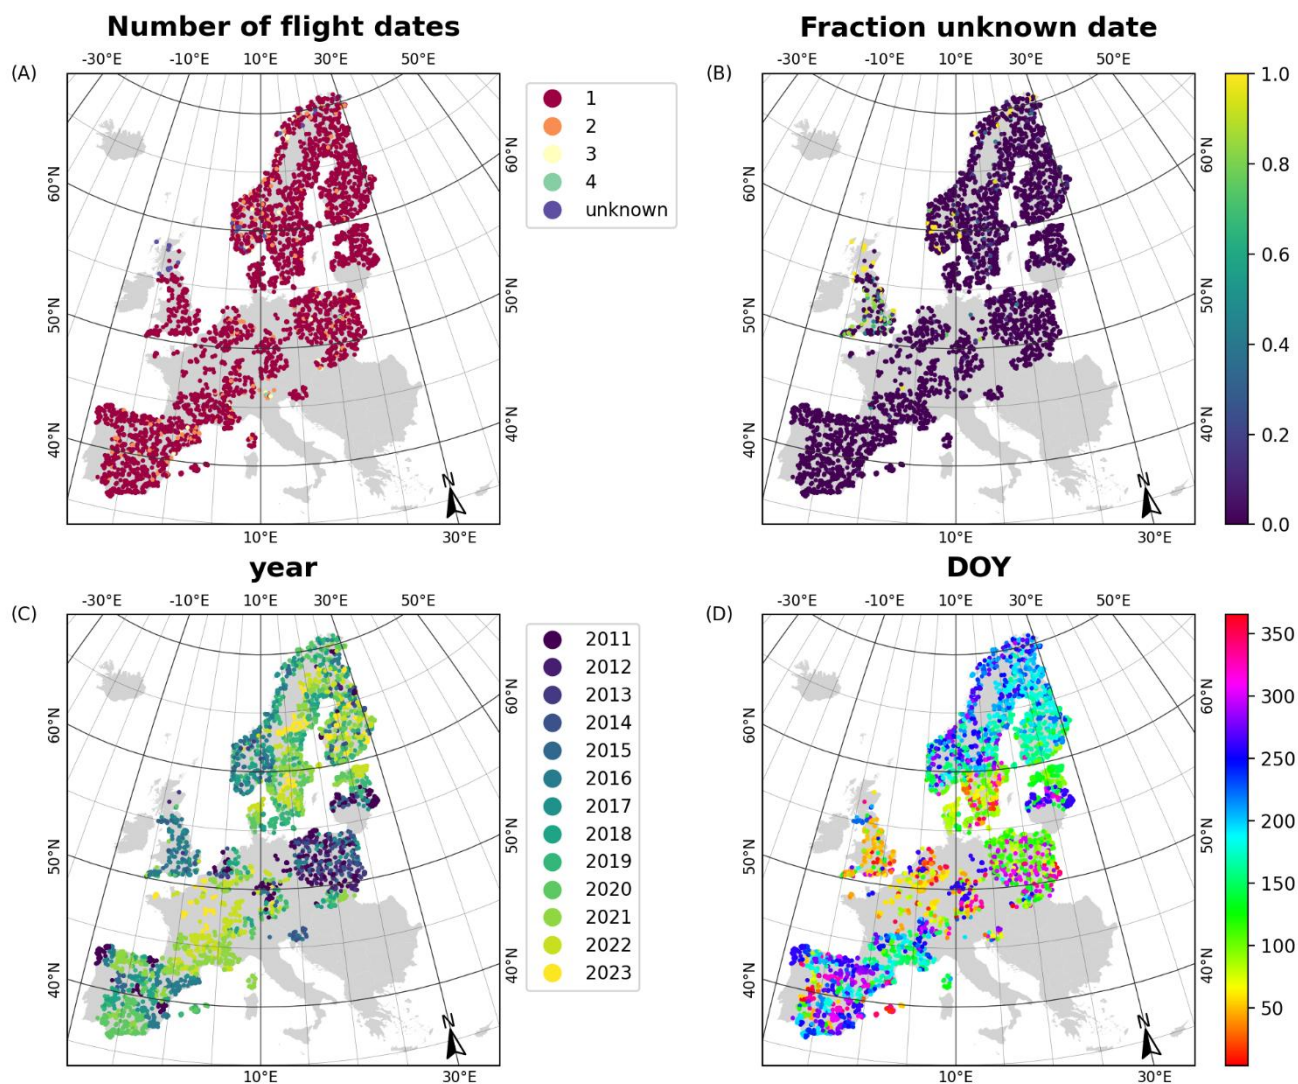 Number of flight dates
Fraction unknown date
(A)
-30°E -10°E 10°E 30°E 50°E
60°N
50°N
40°N
60°N
50°N
40°N
10°E 30°E
N
1
2
3
4
unknown
(B)
-30°E -10°E 10°E 30°E 50°E
60°N
50°N
40°N
60°N
50°N
40°N
10°E 30°E
N
1.0
0.8
0.6
0.4
0.2
0.0
year
DOY
(C)
-30°E -10°E 10°E 30°E 50°E
60°N
50°N
40°N
60°N
50°N
40°N
10°E 30°E
N
2011
2012
2013
2014
2015
2016
2017
2018
2019
2020
2021
2022
2023
(D)
-30°E -10°E 10°E 30°E 50°E
60°N
50°N
40°N
60°N
50°N
40°N
10°E 30°E
N
350
300
250
200
150
100
50